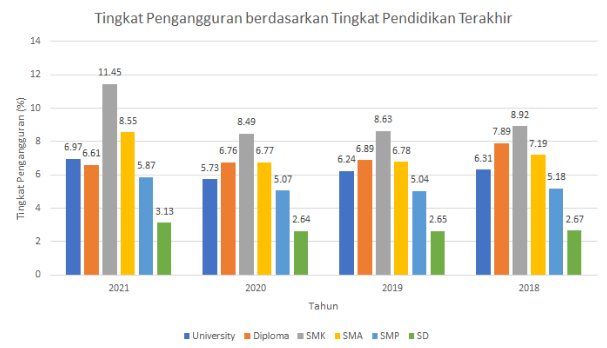 Tingkat Pengangguran berdasarkan Tingkat Pendidikan Terakhir
Tingkat Pengangguran (%)
14
12
10
8
6
4
2
0
6.97 6.61 11.45 8.55 5.87 3.13
5.73 6.76 8.49 6.77 5.07 2.64
6.24 6.89 8.63 6.78 5.04 2.65
6.31 7.89 8.92 7.19 5.18 2.67
2021 2020 2019 2018
Tahun
University Diploma SMK SMA SMP SD